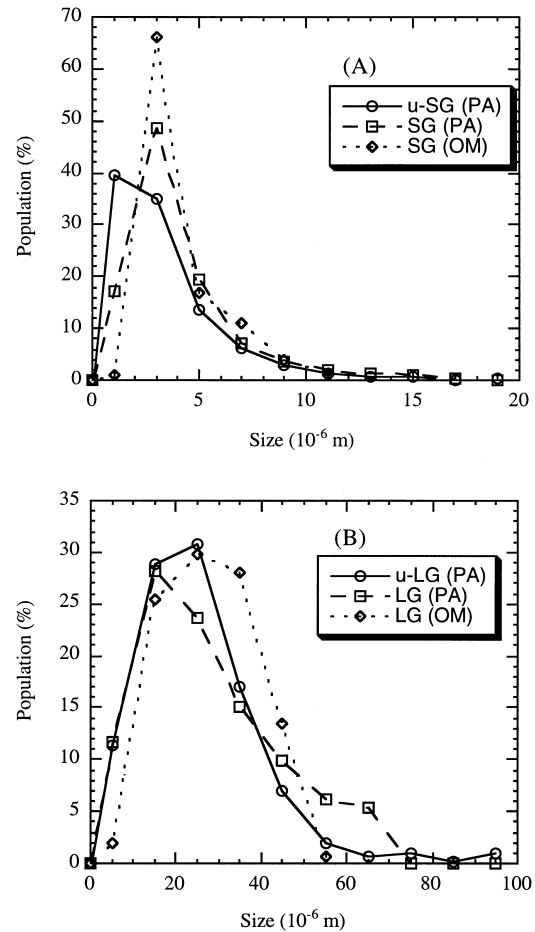 70
60
50
40
30
20
10
0
Population (%)
(A)
u-SG (PA)
SG (PA)
SG (OM)
0 5 10 15 20
Size (10⁻⁶ m)
35
30
25
20
15
10
5
0
Population (%)
(B)
u-LG (PA)
LG (PA)
LG (OM)
0 20 40 60 80 100
Size (10⁻⁶ m)